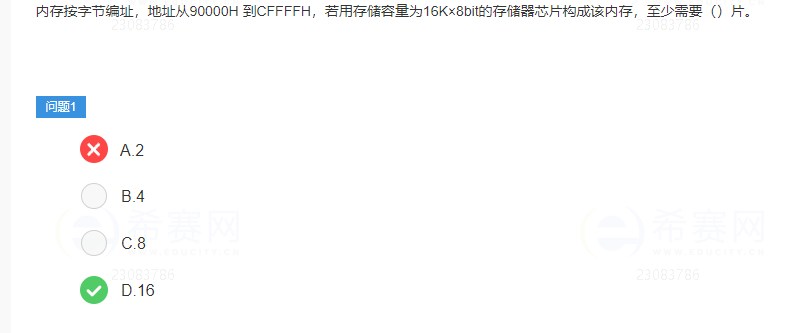 内存按字节编址，地址从90000H 到CFFFFH，若用存储容量为16K×8bit的存储器芯片构成该内存，至少需要（）片。
23083786
23083786
问题1
A.2
B.4
希赛网
希赛网
C.8
23083786
23083786
D.16